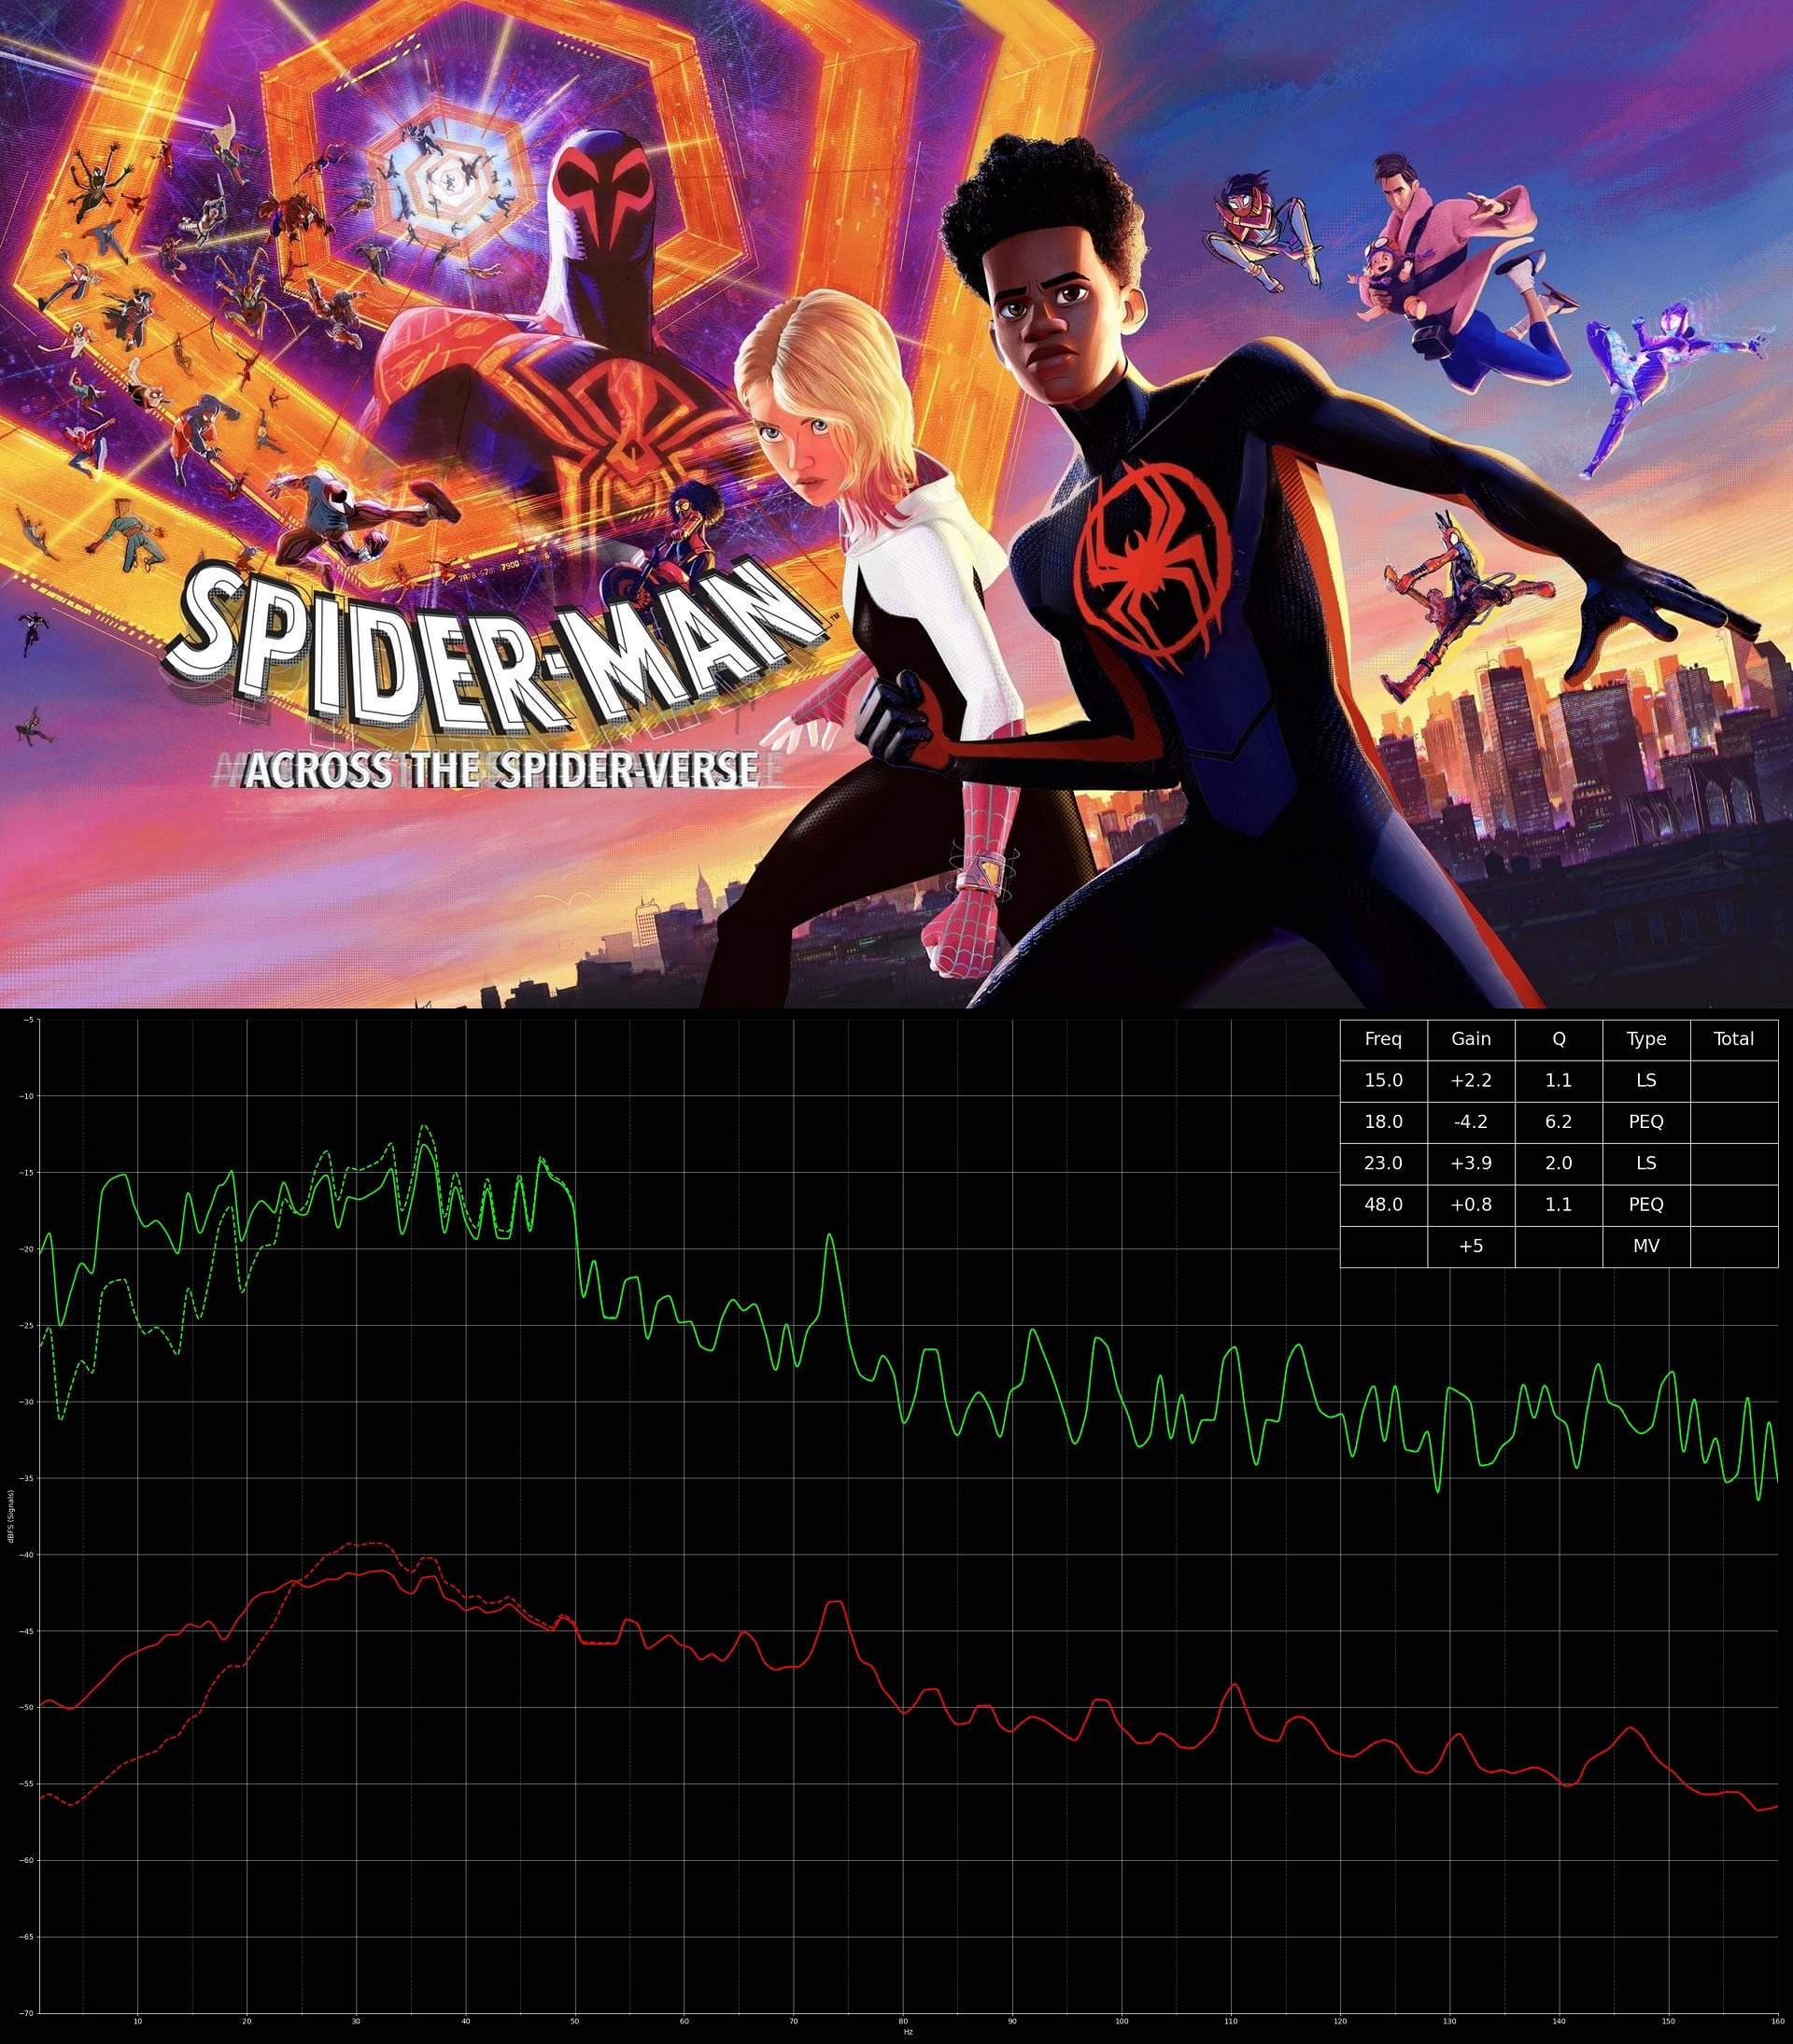 SPIDER-MAN™
ACROSS THE SPIDER-VERSE
Freq Gain Q Type Total
15.0 +2.2 1.1 LS
18.0 -4.2 6.2 PEQ
23.0 +3.9 2.0 LS
48.0 +0.8 1.1 PEQ
+5 MV
−5
−10
−15
−20
−25
−30
−35
−40
−45
−50
−55
−60
−65
−70
dBFS (Signals)
10 20 30 40 50 60 70 80 90 100 110 120 130 140 150 160
Hz